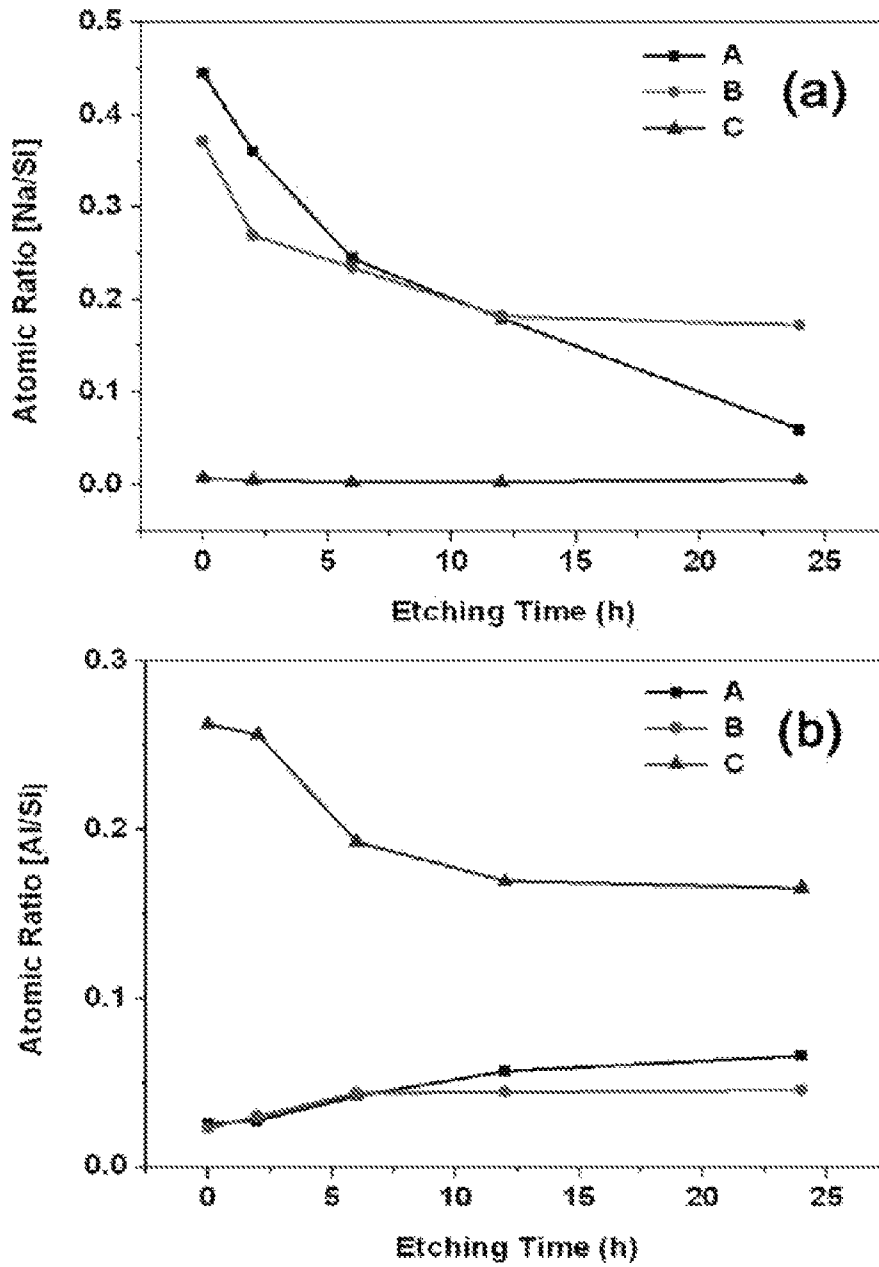 0.5
A
B
C
(a)
0.4
0.3
0.2
0.1
0.0
Atomic Ratio [Na/Si]
0 5 10 15 20 25
Etching Time (h)
0.3
A
B
C
(b)
0.2
0.1
0.0
Atomic Ratio [Al/Si]
0 5 10 15 20 25
Etching Time (h)